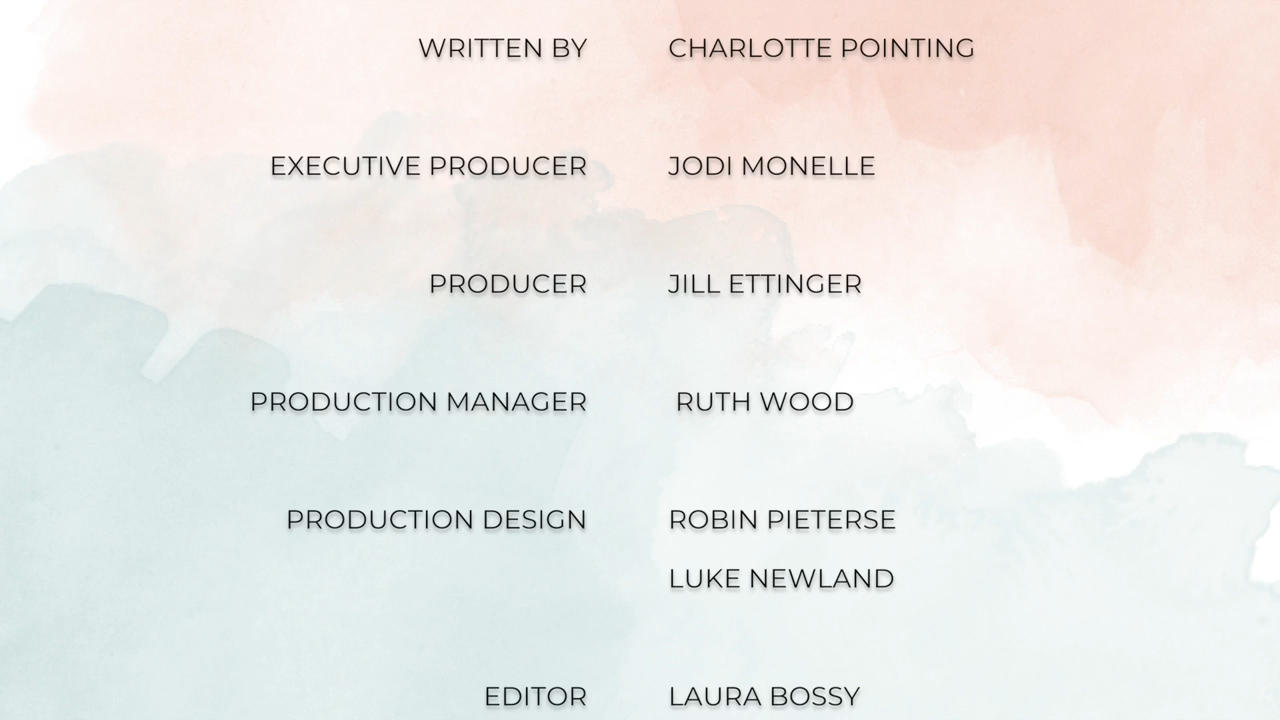 WRITTEN BY CHARLOTTE POINTING
EXECUTIVE PRODUCER JODI MONELLE
PRODUCER JILL ETTINGER
PRODUCTION MANAGER RUTH WOOD
PRODUCTION DESIGN ROBIN PIETERSE
LUKE NEWLAND
EDITOR LAURA BOSSY